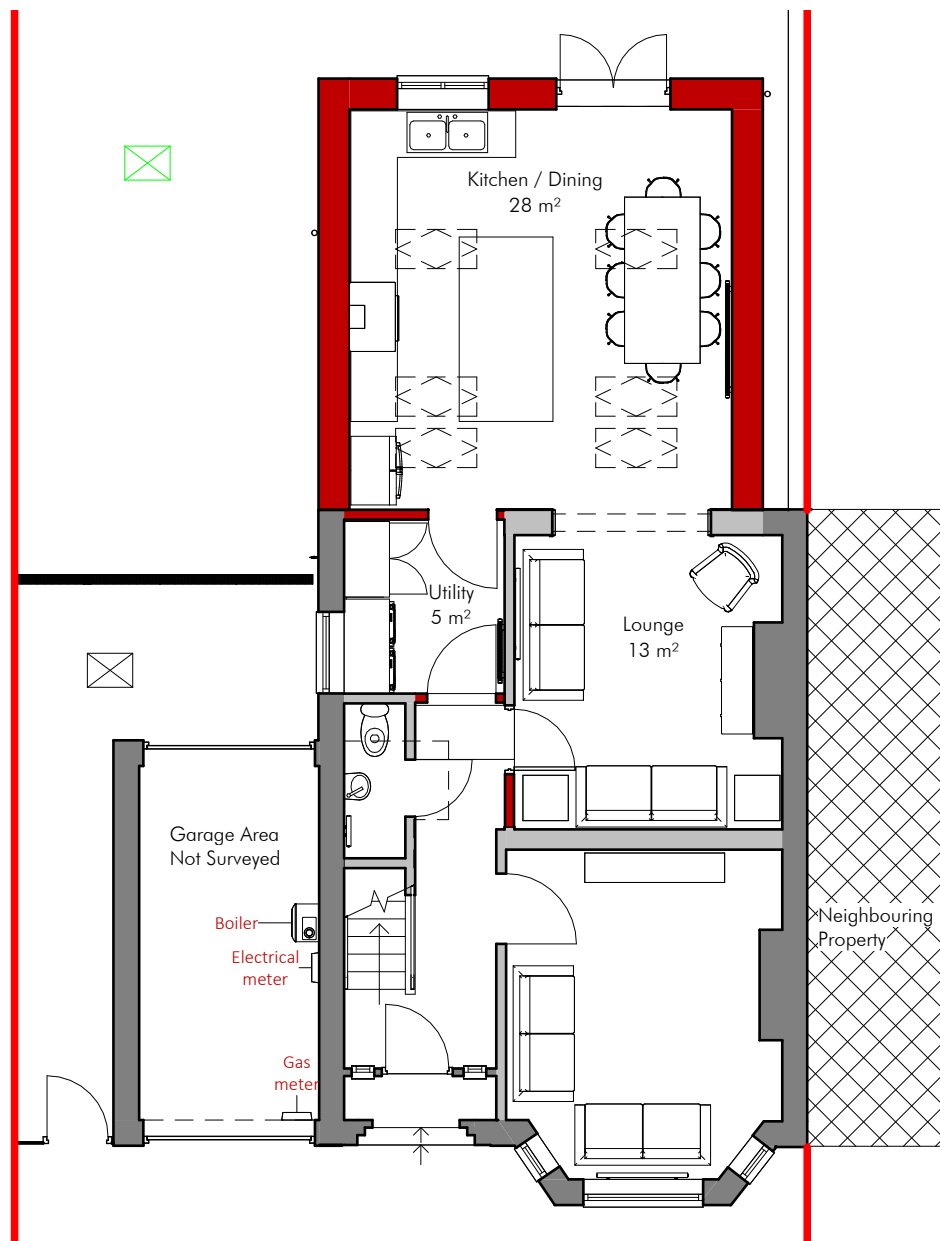 Kitchen / Dining
28 m²
Utility
5 m²
Lounge
13 m²
Garage Area
Not Surveyed
Boiler
Neighbouring
Property
Electrical
meter
Gas
meter